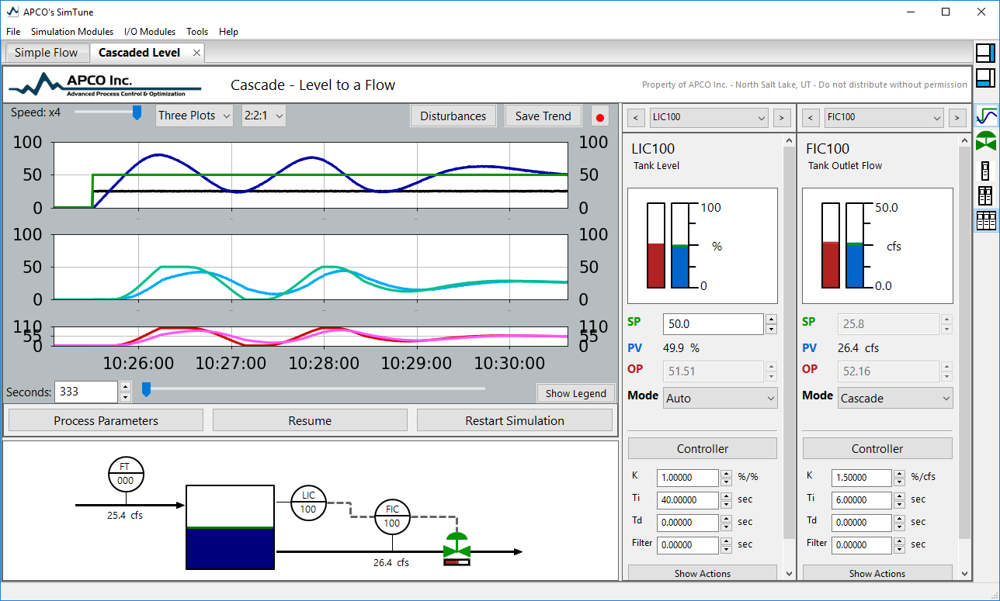 APCO's SimTune
File Simulation Modules I/O Modules Tools Help
Simple Flow Cascaded Level
APCO Inc.
Advanced Process Control & Optimization
Cascade - Level to a Flow
Property of APCO Inc. - North Salt Lake, UT - Do not distribute without permission
Speed: x4 Three Plots 2:2:1 Disturbances Save Trend
100 100
50 50
0 0
100 100
50 50
0 0
110 110
55 55
0 0
10:26:00 10:27:00 10:28:00 10:29:00 10:30:00
Seconds: 333 Show Legend
Process Parameters Resume Restart Simulation
FT
000
25.4 cfs
LIC
100
FIC
100
26.4 cfs
< LIC100 >
LIC100
Tank Level
100
%
0
SP 50.0
PV 49.9 %
OP 51.51
Mode Auto
Controller
K 1.00000 %/%
Ti 40.00000 sec
Td 0.00000 sec
Filter 0.00000 sec
Show Actions
< FIC100 >
FIC100
Tank Outlet Flow
50.0
cfs
0.0
SP 25.8
PV 26.4 cfs
OP 52.16
Mode Cascade
Controller
K 1.50000 %/cfs
Ti 6.00000 sec
Td 0.00000 sec
Filter 0.00000 sec
Show Actions